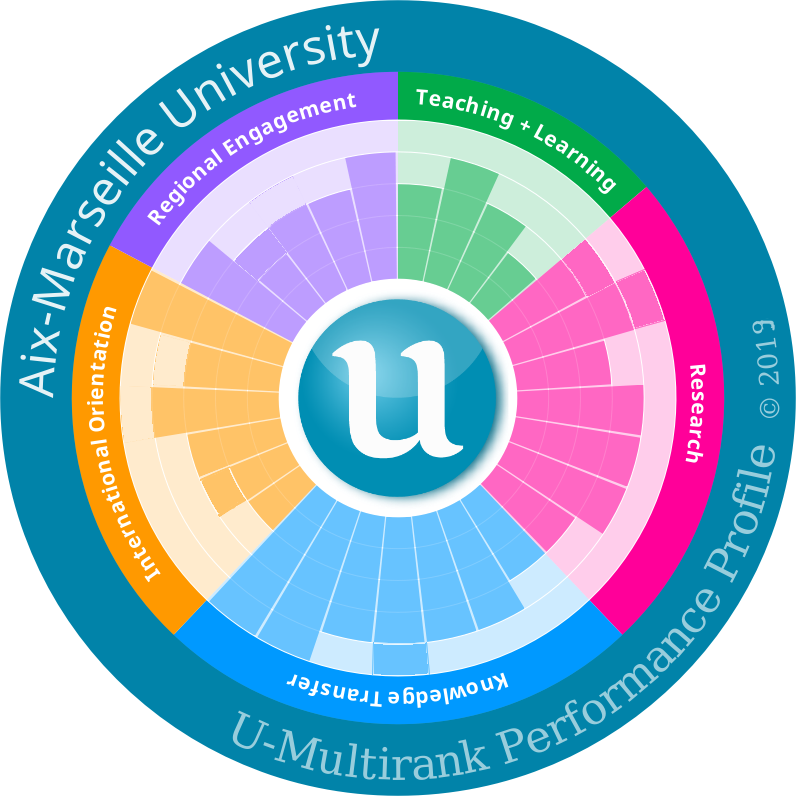 Aix-Marseille University
Teaching + Learning
Research
Knowledge Transfer
International Orientation
Regional Engagement
u
U-Multirank Performance Profile © 2019